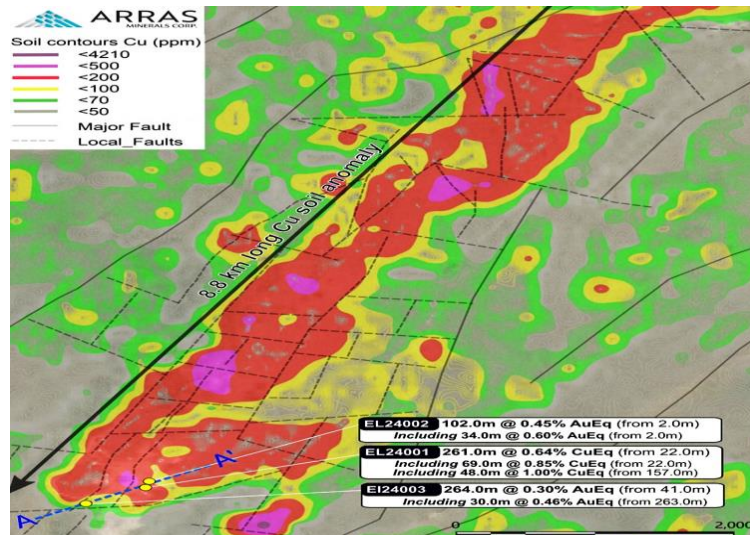 ARRAS
MINERALS CORP.
Soil contours Cu (ppm)
<4210
<500
<200
<100
<70
<50
Major Fault
Local_Faults
8.8 km long Cu soil anomaly
EL24002 102.0m @ 0.45% AuEq (from 2.0m)
Including 34.0m @ 0.60% AuEq (from 2.0m)
EL24001 261.0m @ 0.64% CuEq (from 22.0m)
Including 69.0m @ 0.85% CuEq (from 22.0m)
Including 48.0m @ 1.00% CuEq (from 157.0m)
EI24003 264.0m @ 0.30% AuEq (from 41.0m)
Including 30.0m @ 0.46% AuEq (from 263.0m)
A'
A
0 2,000